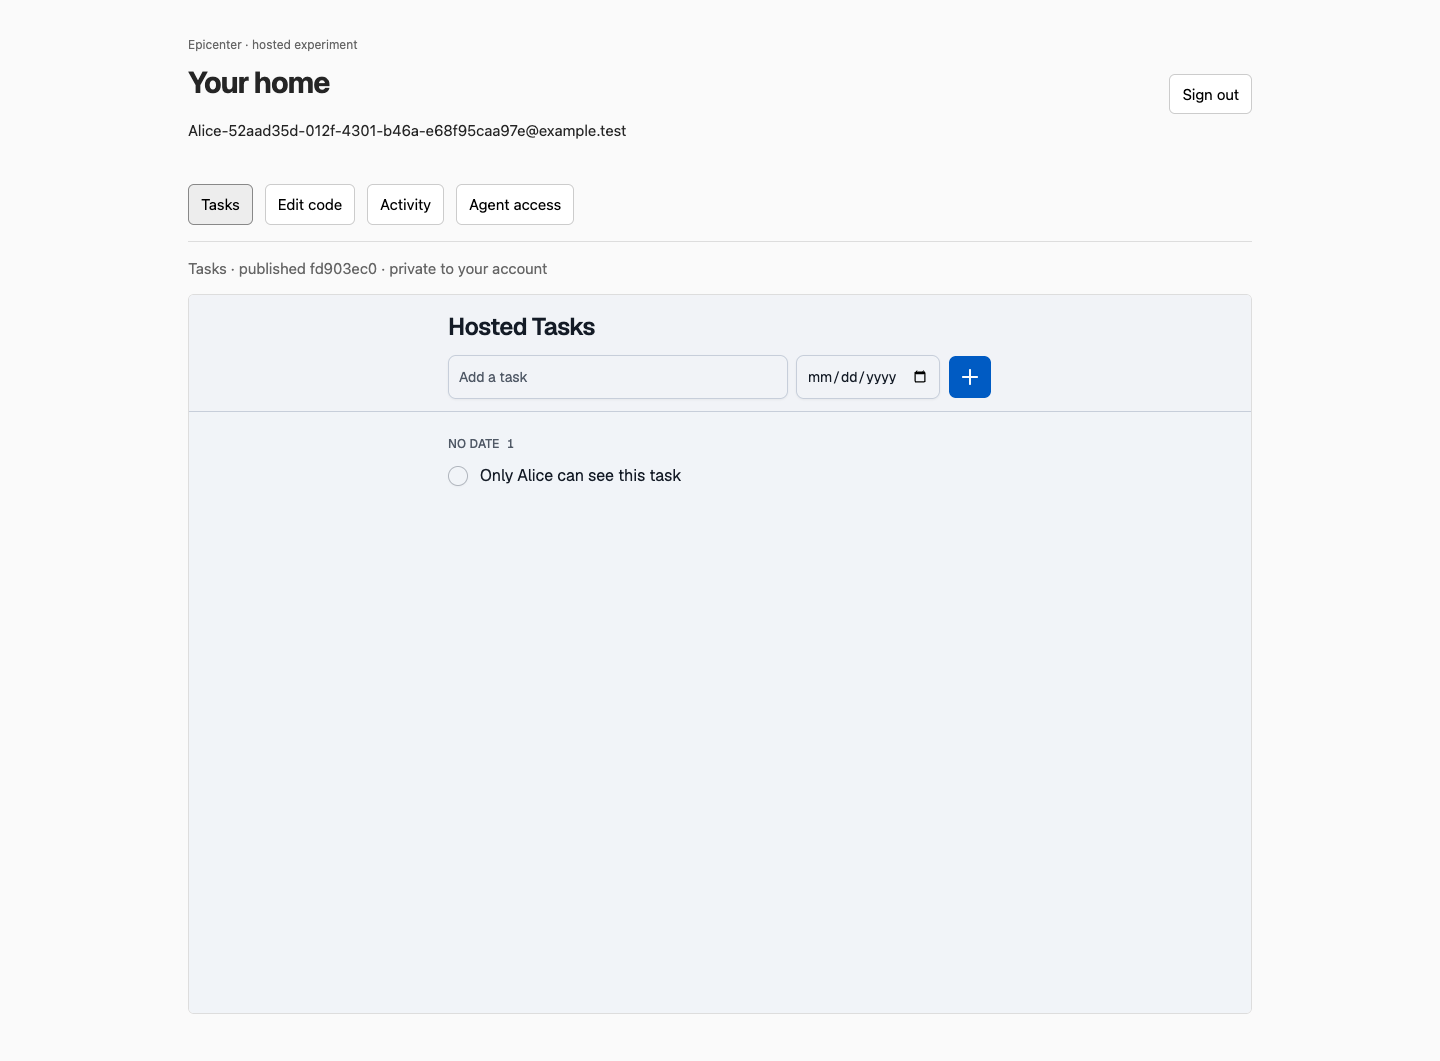 Epicenter · hosted experiment
Your home
Sign out
Alice-52aad35d-012f-4301-b46a-e68f95caa97e@example.test
Tasks
Edit code
Activity
Agent access
Tasks · published fd903ec0 · private to your account
Hosted Tasks
Add a task
mm/dd/yyyy
NO DATE 1
Only Alice can see this task